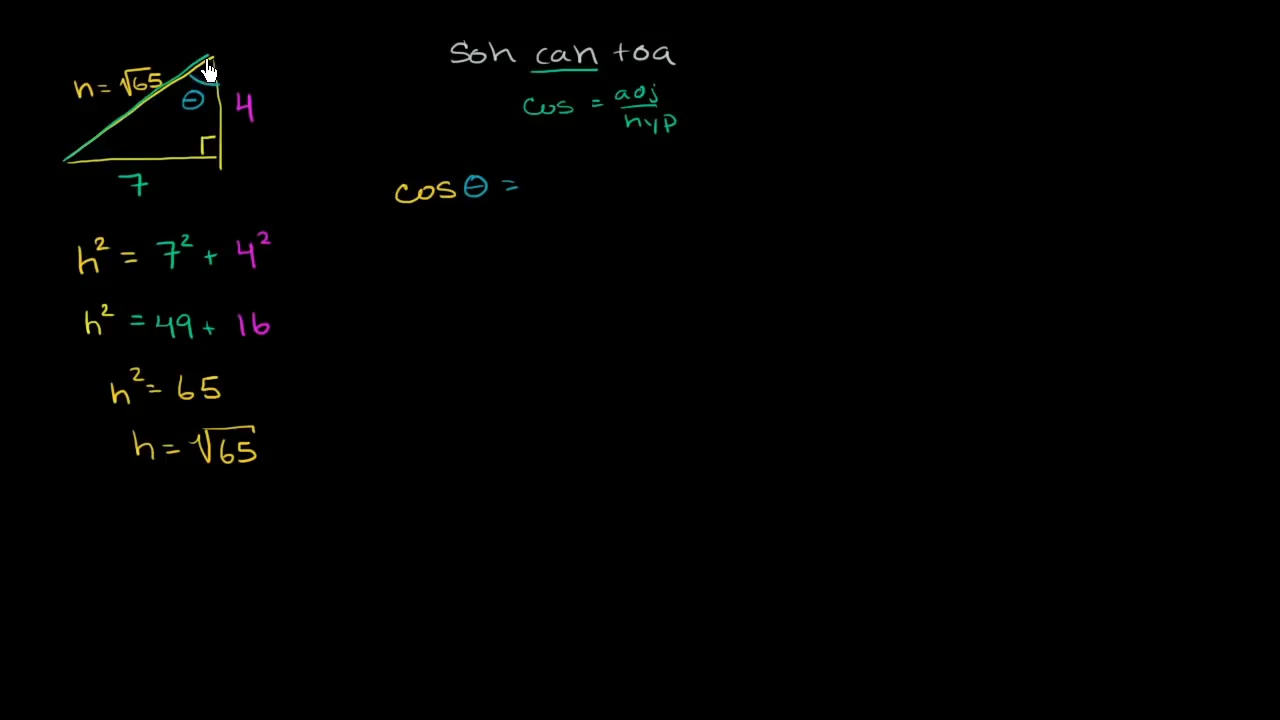 Soh cah toa
h = √65
θ
4
cos = adj/hyp
7
cos θ =
h² = 7² + 4²
h² = 49 + 16
h² = 65
h = √65